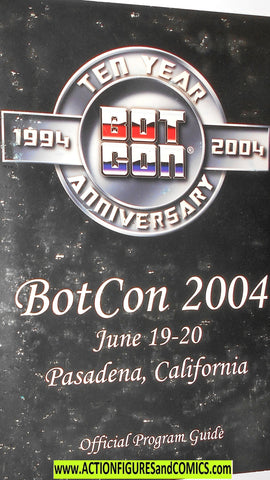 TEN YEAR
1994 BOT CON® 2004
ANNIVERSARY
BotCon 2004
June 19-20
Pasadena, California
Official Program Guide
www.ACTIONFIGURESandCOMICS.com